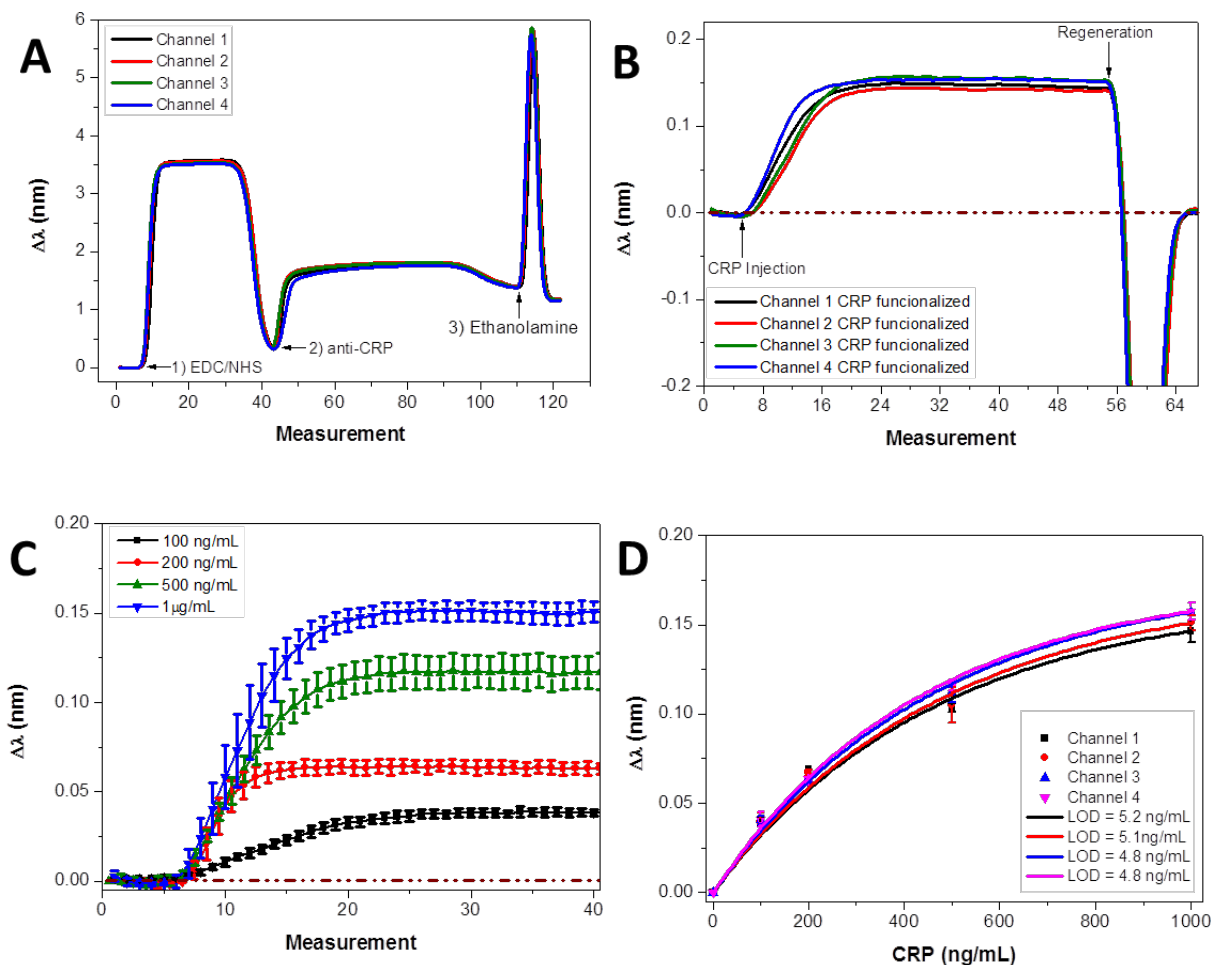 A
Channel 1
Channel 2
Channel 3
Channel 4
6
5
4
3
2
1
0
Δλ (nm)
1) EDC/NHS
2) anti-CRP
3) Ethanolamine
0 20 40 60 80 100 120
Measurement
B
Regeneration
CRP Injection
0.2
0.1
0.0
-0.1
-0.2
Δλ (nm)
Channel 1 CRP funcionalized
Channel 2 CRP funcionalized
Channel 3 CRP funcionalized
Channel 4 CRP funcionalized
0 8 16 24 32 40 48 56 64
Measurement
C
100 ng/mL
200 ng/mL
500 ng/mL
1μg/mL
0.20
0.15
0.10
0.05
0.00
Δλ (nm)
0 10 20 30 40
Measurement
D
0.20
0.15
0.10
0.05
0.00
Δλ (nm)
Channel 1
Channel 2
Channel 3
Channel 4
LOD = 5.2 ng/mL
LOD = 5.1ng/mL
LOD = 4.8 ng/mL
LOD = 4.8 ng/mL
0 200 400 600 800 1000
CRP (ng/mL)